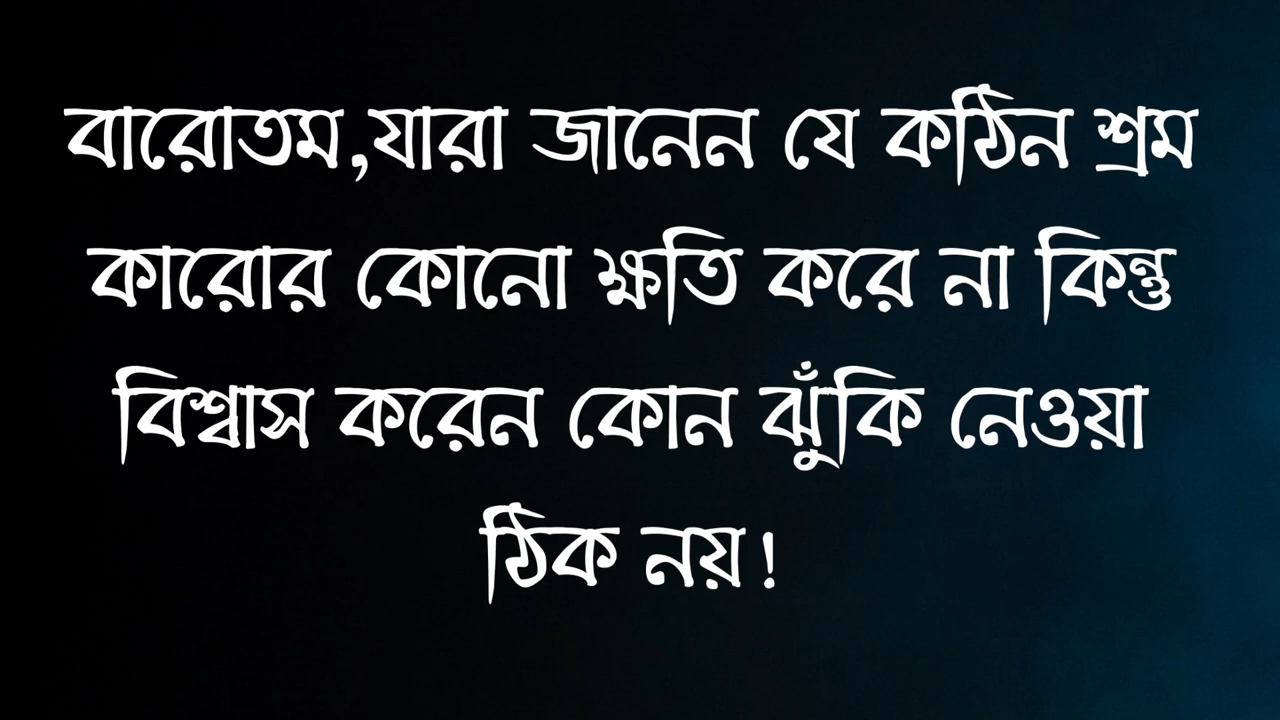 বারোতম,যারা জানেন যে কঠিন শ্রম
কারোর কোনো ক্ষতি করে না কিন্তু
বিশ্বাস করেন কোন ঝুঁকি নেওয়া
ঠিক নয়!